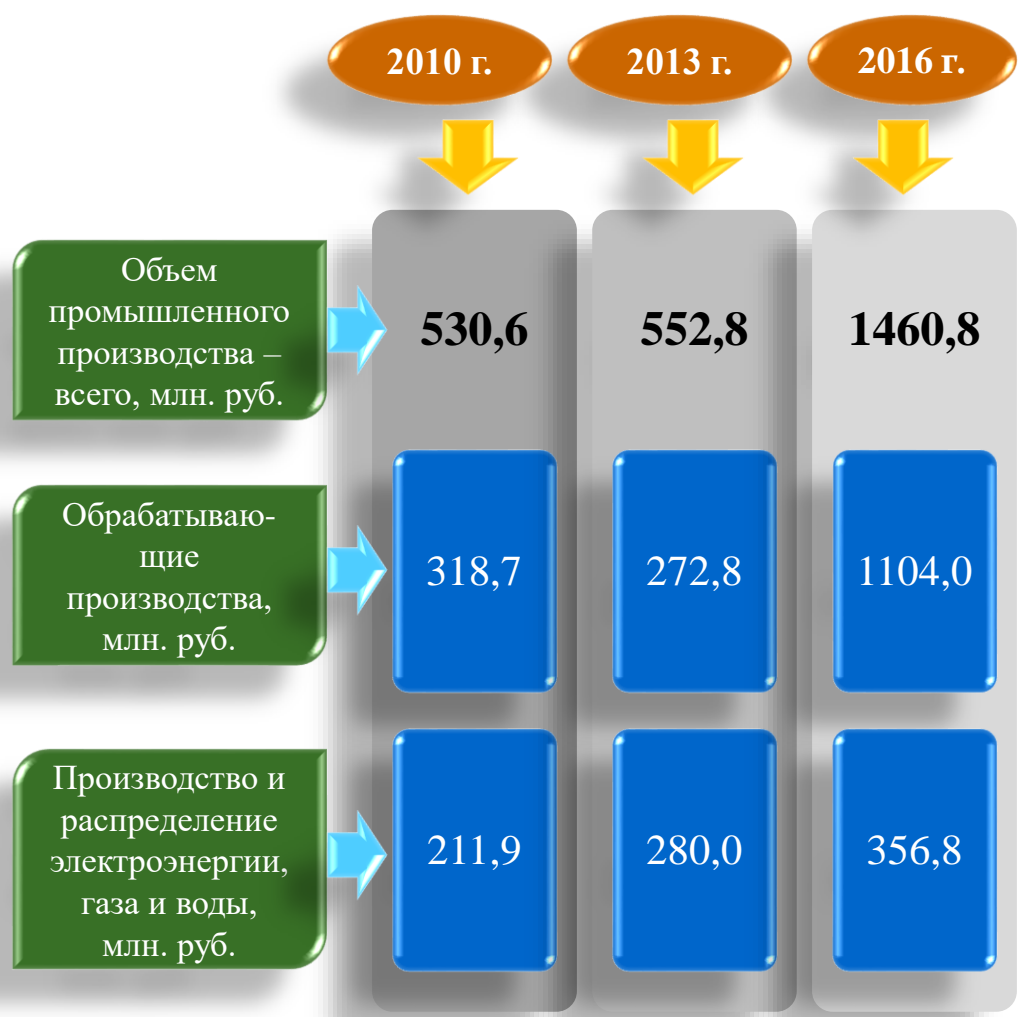 2010 г. 2013 г. 2016 г.
Объем
промышленного
производства –
всего, млн. руб.
530,6 552,8 1460,8
Обрабатываю-
щие
производства,
млн. руб.
318,7 272,8 1104,0
Производство и
распределение
электроэнергии,
газа и воды,
млн. руб.
211,9 280,0 356,8